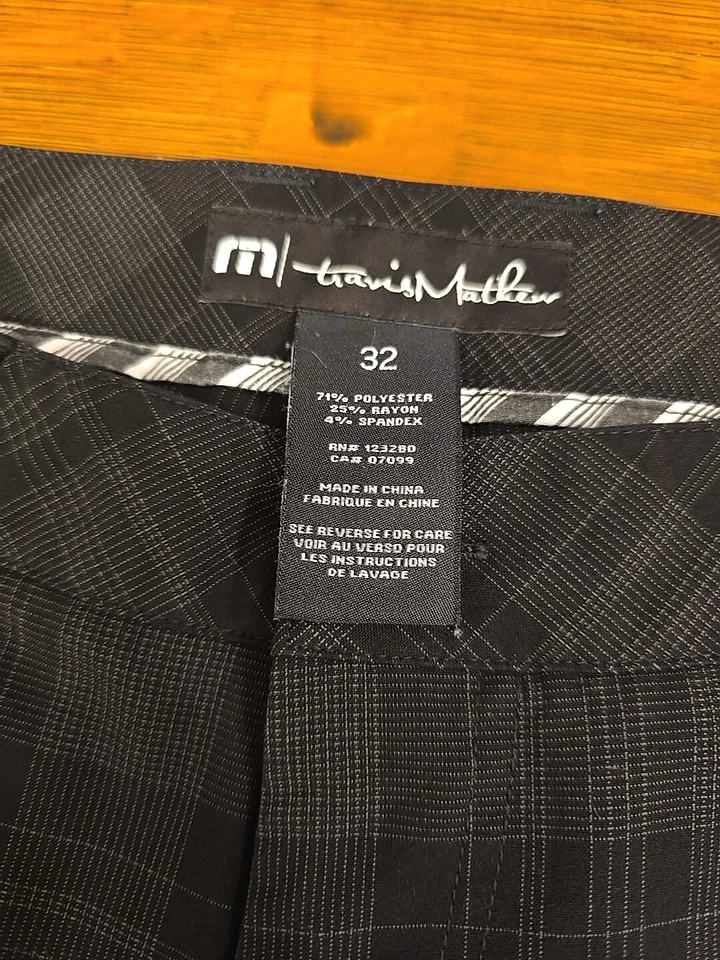 m | travisMathew
32
71% POLYESTER
25% RAYON
4% SPANDEX
RN# 123280
CA# 07099
MADE IN CHINA
FABRIQUE EN CHINE
SEE REVERSE FOR CARE
VOIR AU VERSO POUR
LES INSTRUCTIONS
DE LAVAGE